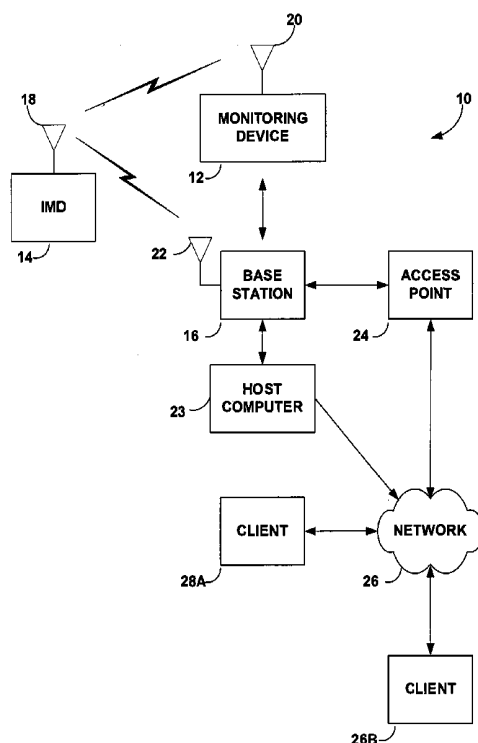 20
18
10
MONITORING
DEVICE
12
IMD
14
22
BASE
STATION
16
ACCESS
POINT
24
HOST
COMPUTER
23
CLIENT
28A
NETWORK
26
CLIENT
26B